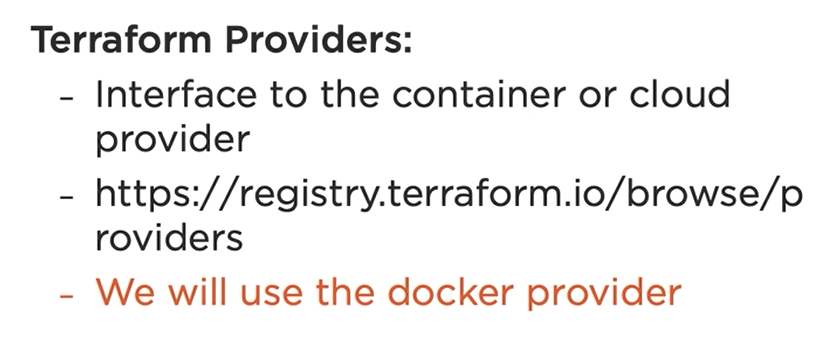 Terraform Providers:
- Interface to the container or cloud
provider
- https://registry.terraform.io/browse/p
roviders
- We will use the docker provider